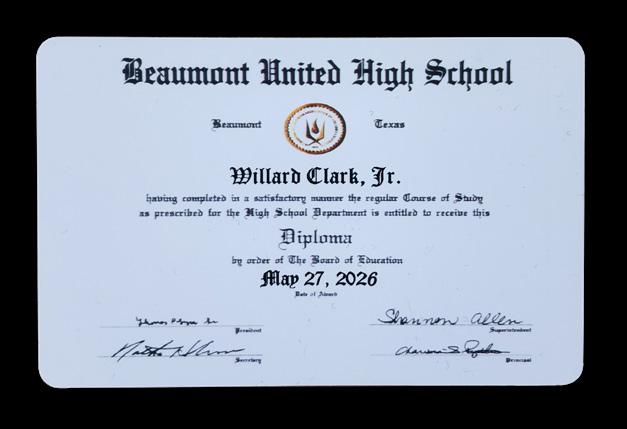 Beaumont United High School
Beaumont Texas
Willard Clark, Jr.
having completed in a satisfactory manner the regular Course of Study
as prescribed for the High School Department is entitled to receive this
Diploma
by order of The Board of Education
May 27, 2026
Date of Award
Shannon Allen
President Superintendent
Secretary Principal